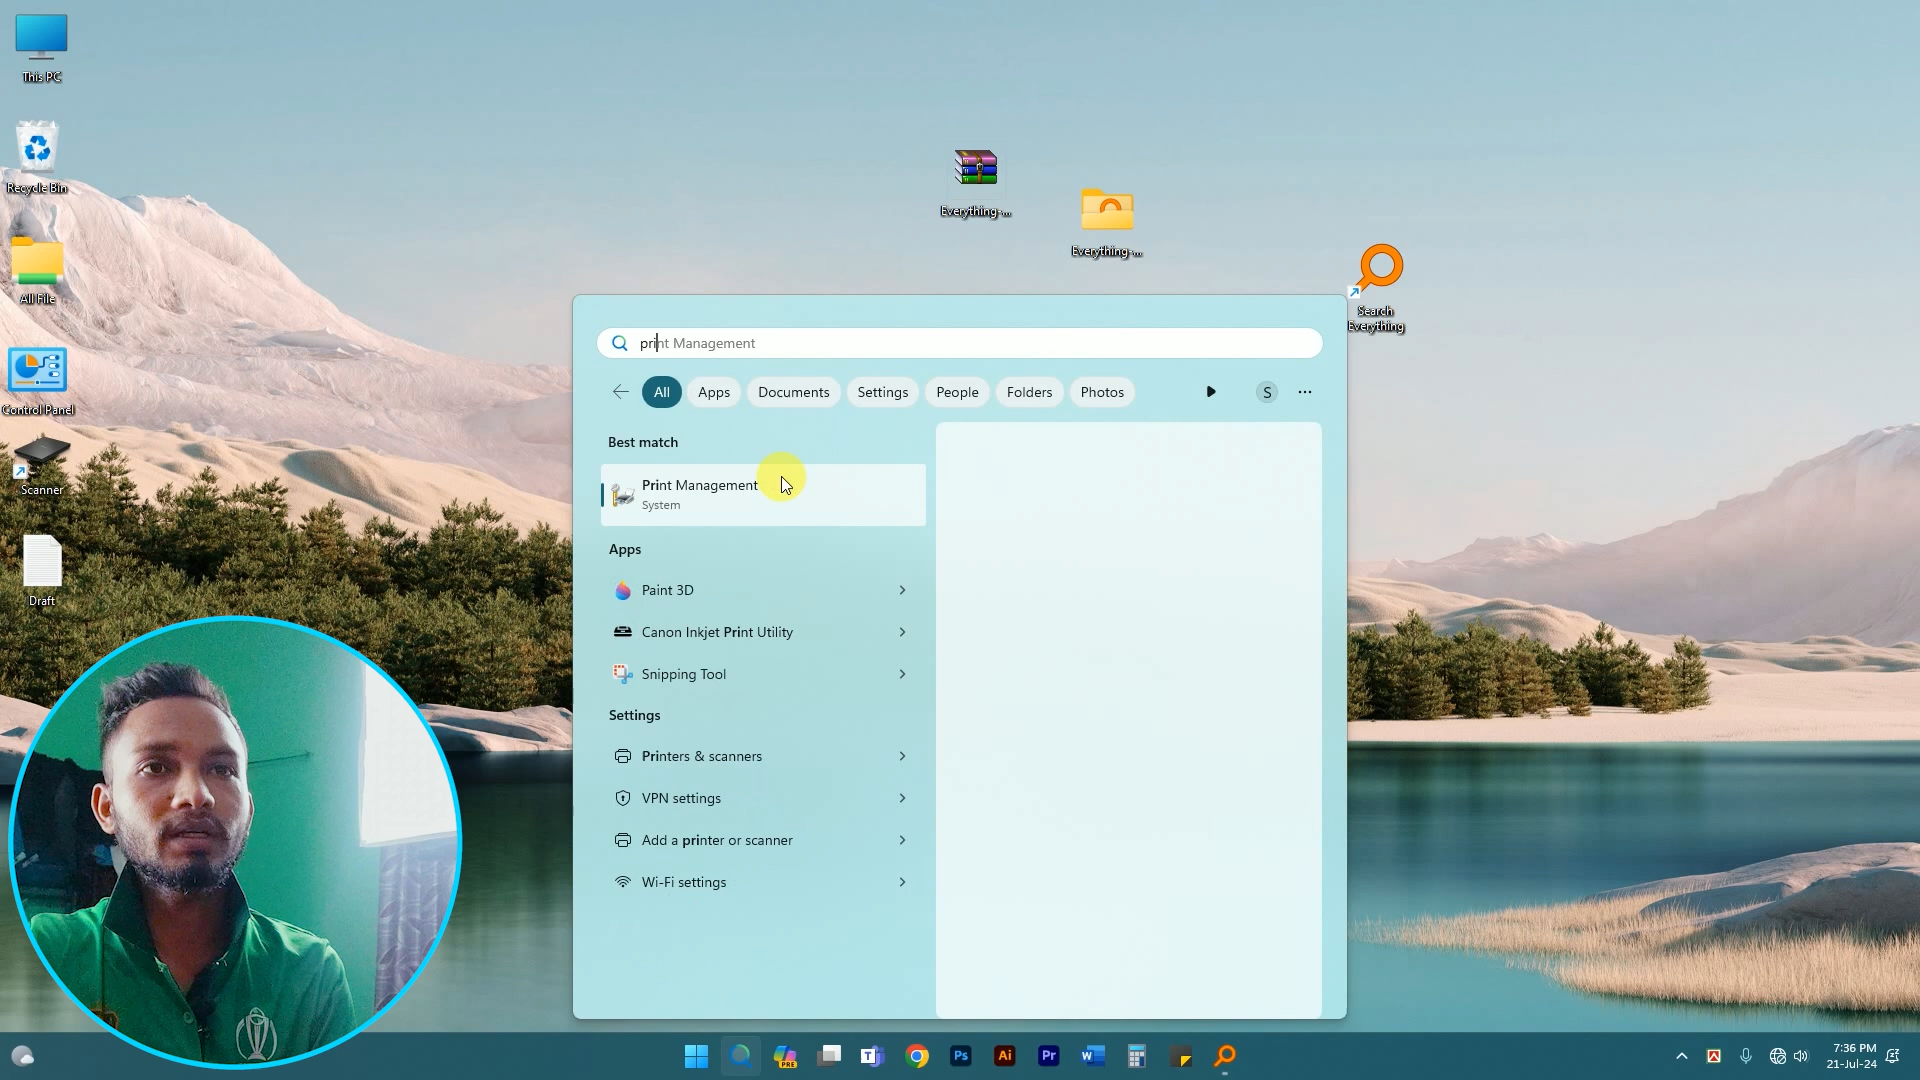 This PC
Recycle Bin
All File
Control Panel
Scanner
Draft
Everything-...
Everything-...
Search
Everything
print Management
All
Apps
Documents
Settings
People
Folders
Photos
S
Best match
Print Management
System
Apps
Paint 3D
Canon Inkjet Print Utility
Snipping Tool
Settings
Printers & scanners
VPN settings
Add a printer or scanner
Wi-Fi settings
PRE
T
Ps
Ai
Pr
W
7:36 PM
21-Jul-24